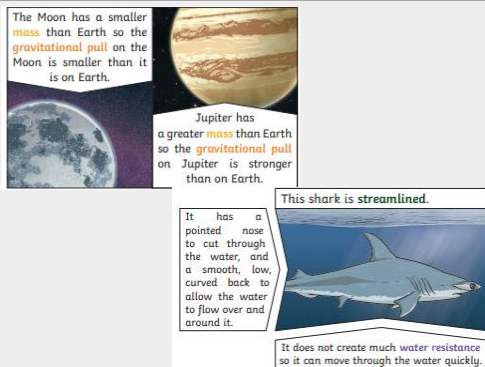 The Moon has a smaller
mass than Earth so the
gravitational pull on the
Moon is smaller than it
is on Earth.
Jupiter has
a greater mass than Earth
so the gravitational pull
on Jupiter is stronger
than on Earth.
This shark is streamlined.
It has a
pointed nose
to cut through
the water, and
a smooth, low,
curved back to
allow the water
to flow over and
around it.
It does not create much water resistance
so it can move through the water quickly.